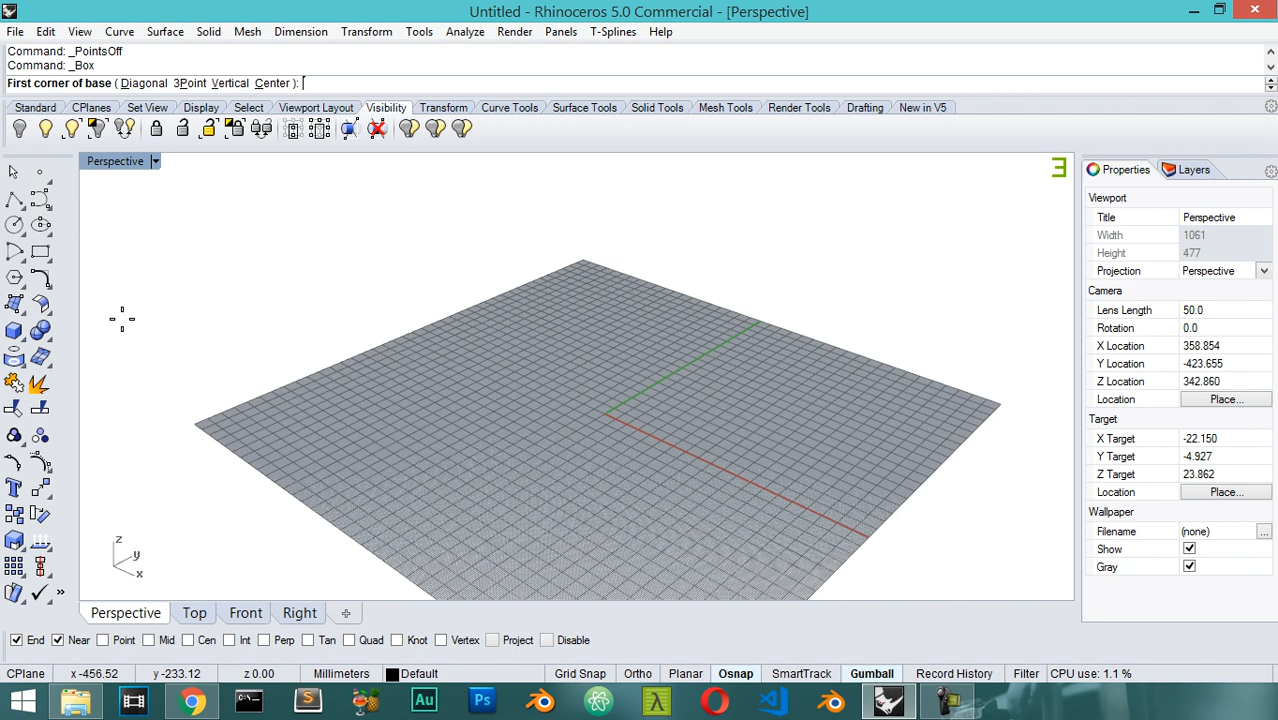 Untitled - Rhinoceros 5.0 Commercial - [Perspective]
File Edit View Curve Surface Solid Mesh Dimension Transform Tools Analyze Render Panels T-Splines Help
Command: _PointsOff
Command: _Box
First corner of base ( Diagonal 3Point Vertical Center ):
Standard CPlanes Set View Display Select Viewport Layout Visibility Transform Curve Tools Surface Tools Solid Tools Mesh Tools Render Tools Drafting New in V5
Perspective
3
Properties Layers
Viewport
Title Perspective
Width 1061
Height 477
Projection Perspective
Camera
Lens Length 50.0
Rotation 0.0
X Location 358.854
Y Location -423.655
Z Location 342.860
Location Place...
Target
X Target -22.150
Y Target -4.927
Z Target 23.862
Location Place...
Wallpaper
Filename (none) ...
Show
Gray
z
y
x
Perspective Top Front Right
End Near Point Mid Cen Int Perp Tan Quad Knot Vertex Project Disable
CPlane x -456.52 y -233.12 z 0.00 Millimeters Default Grid Snap Ortho Planar Osnap SmartTrack Gumball Record History Filter CPU use: 1.1 %
S Au Ps λ